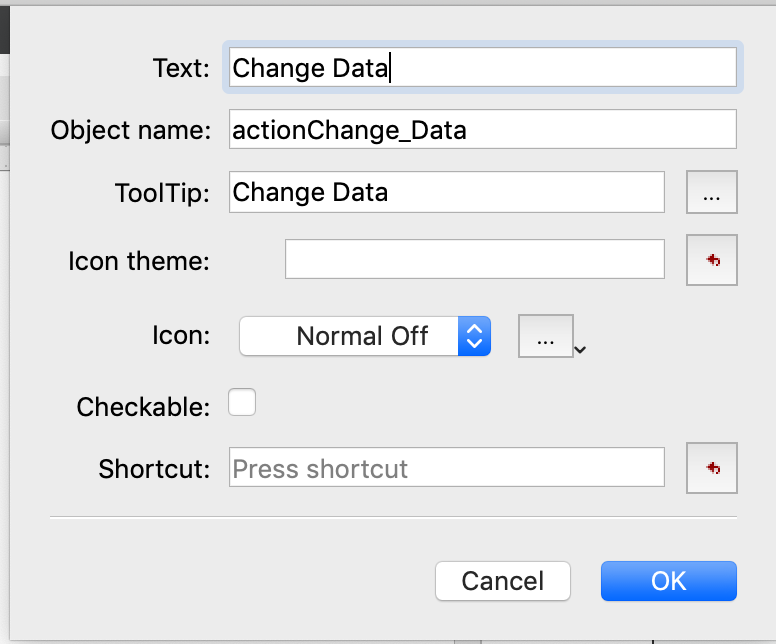 Text: Change Data
Object name: actionChange_Data
ToolTip: Change Data ...
Icon theme:
Icon: Normal Off ...
Checkable:
Shortcut: Press shortcut
Cancel OK